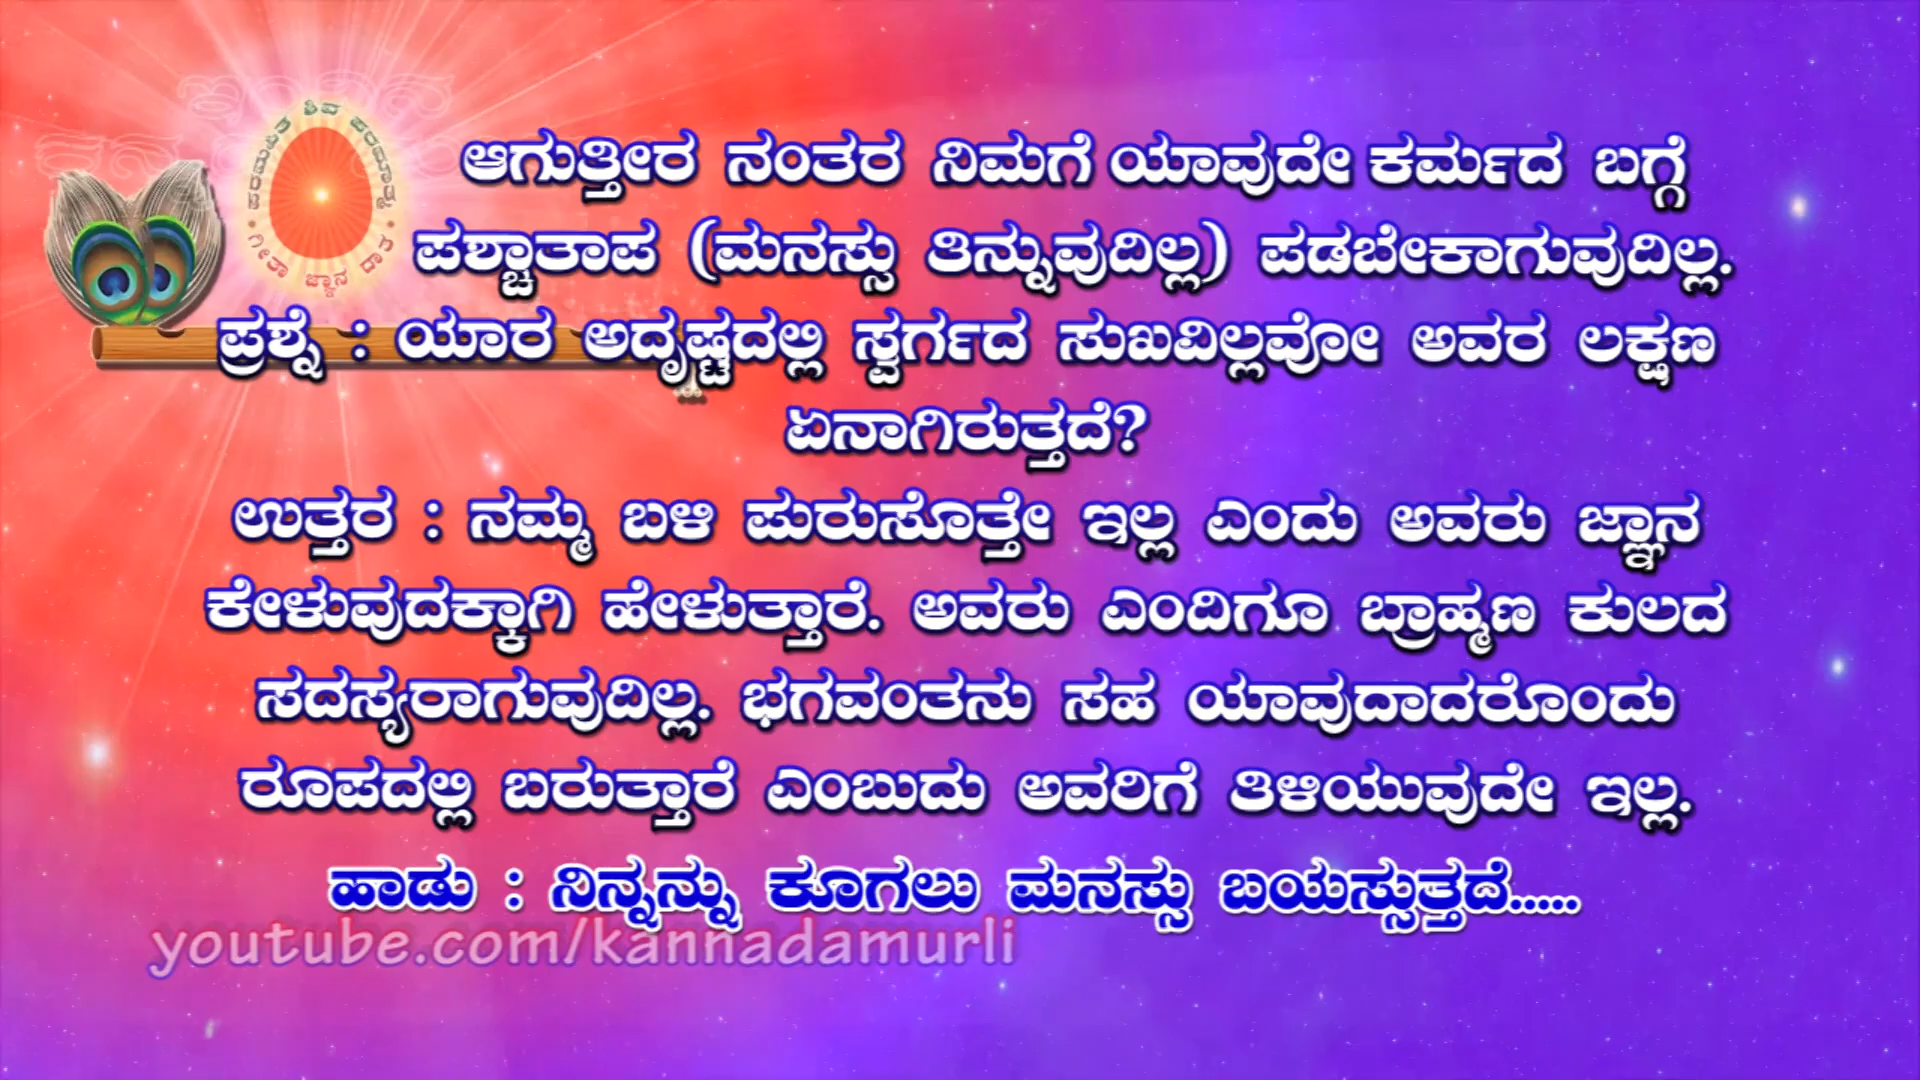 ಪರಮಪಿತ ಶಿವ ಪರಮಾತ್ಮ
ಗೀತಾ ಜ್ಞಾನ ದಾತ
ಆಗುತ್ತೀರ ನಂತರ ನಿಮಗೆ ಯಾವುದೇ ಕರ್ಮದ ಬಗ್ಗೆ
ಪಶ್ಚಾತಾಪ (ಮನಸ್ಸು ತಿನ್ನುವುದಿಲ್ಲ) ಪಡಬೇಕಾಗುವುದಿಲ್ಲ.
ಪ್ರಶ್ನೆ : ಯಾರ ಅದೃಷ್ಟದಲ್ಲಿ ಸ್ವರ್ಗದ ಸುಖವಿಲ್ಲವೋ ಅವರ ಲಕ್ಷಣ
ಏನಾಗಿರುತ್ತದೆ?
ಉತ್ತರ : ನಮ್ಮ ಬಳಿ ಪುರುಸೊತ್ತೇ ಇಲ್ಲ ಎಂದು ಅವರು ಜ್ಞಾನ
ಕೇಳುವುದಕ್ಕಾಗಿ ಹೇಳುತ್ತಾರೆ. ಅವರು ಎಂದಿಗೂ ಬ್ರಾಹ್ಮಣ ಕುಲದ
ಸದಸ್ಯರಾಗುವುದಿಲ್ಲ. ಭಗವಂತನು ಸಹ ಯಾವುದಾದರೊಂದು
ರೂಪದಲ್ಲಿ ಬರುತ್ತಾರೆ ಎಂಬುದು ಅವರಿಗೆ ತಿಳಿಯುವುದೇ ಇಲ್ಲ.
ಹಾಡು : ನಿನ್ನನ್ನು ಕೂಗಲು ಮನಸ್ಸು ಬಯಸ್ಸುತ್ತದೆ.....
youtube.com/kannadamurli